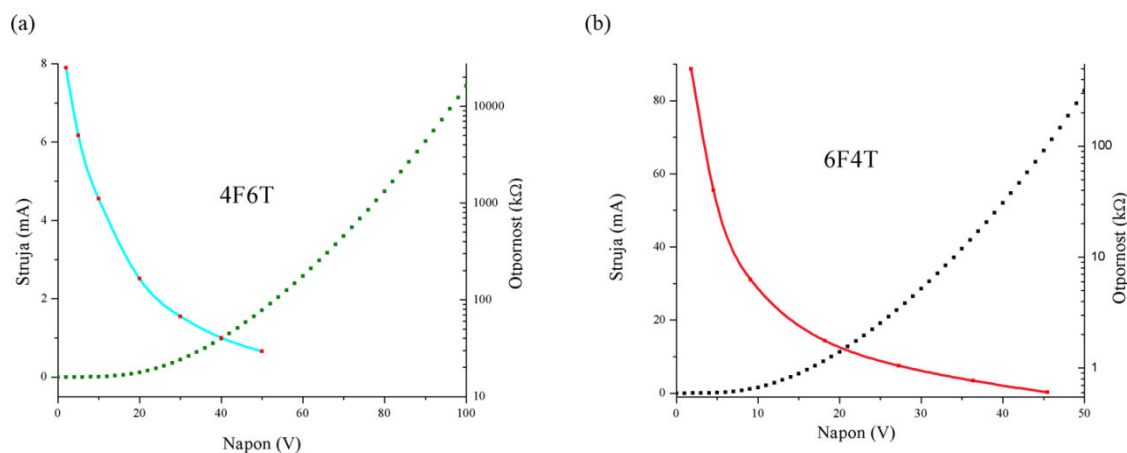 (a)
4F6T
Struja (mA)
8
6
4
2
0
0 20 40 60 80 100
Napon (V)
10000
1000
100
10
Otpornost (kΩ)
(b)
6F4T
Struja (mA)
80
60
40
20
0
0 10 20 30 40 50
Napon (V)
100
10
1
Otpornost (kΩ)